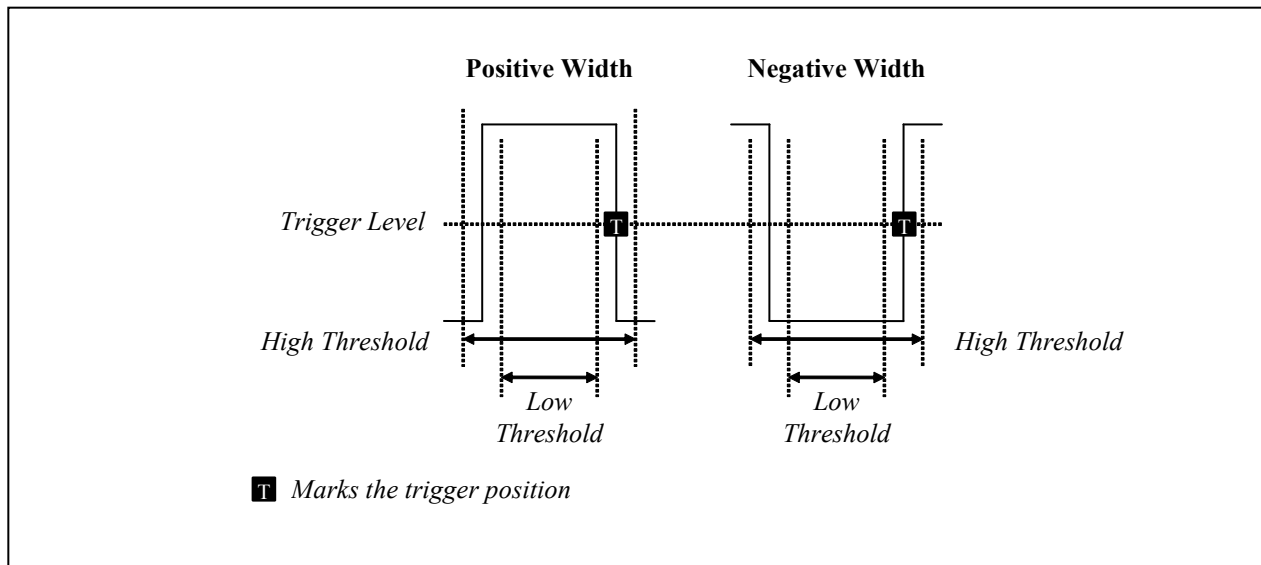 Positive Width
Negative Width
Trigger Level
T
T
High Threshold
High Threshold
Low
Threshold
Low
Threshold
T Marks the trigger position